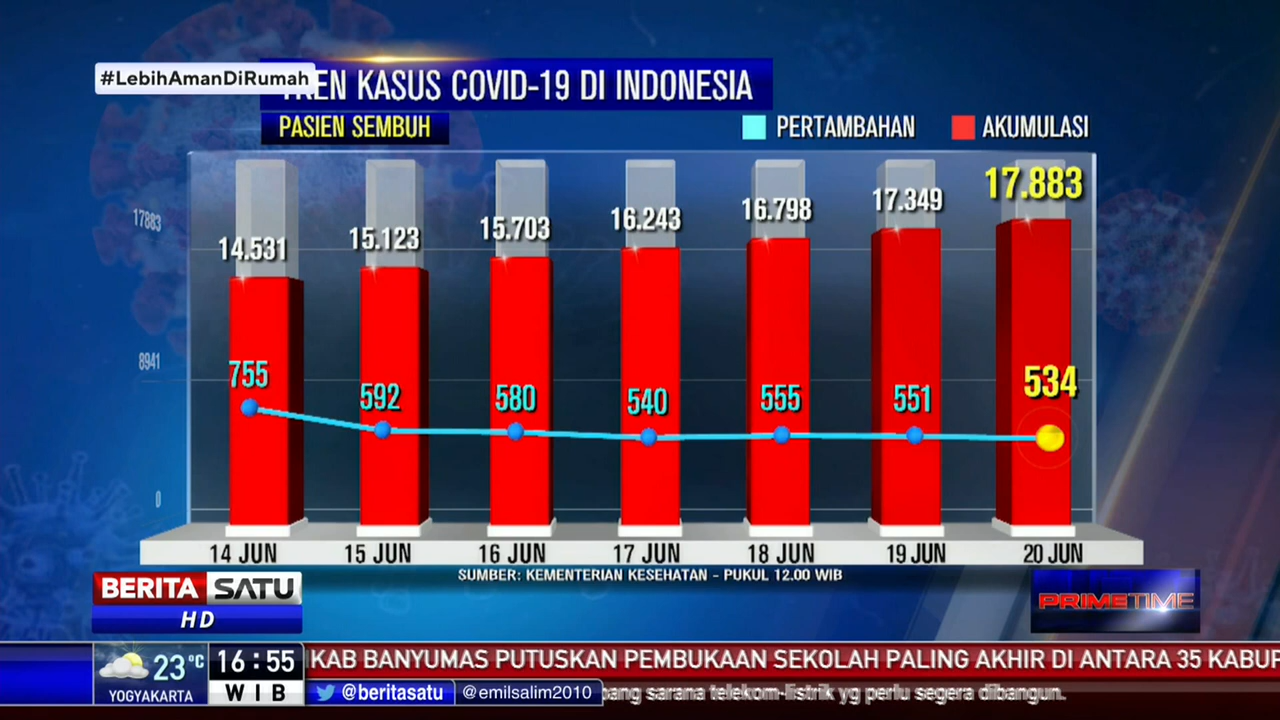 #LebihAmanDiRumah
TREN KASUS COVID-19 DI INDONESIA
PASIEN SEMBUH
PERTAMBAHAN
AKUMULASI
17883
8941
0
14.531
15.123
15.703
16.243
16.798
17.349
17.883
755
592
580
540
555
551
534
14 JUN
15 JUN
16 JUN
17 JUN
18 JUN
19 JUN
20 JUN
SUMBER: KEMENTERIAN KESEHATAN - PUKUL 12.00 WIB
BERITA SATU
HD
PRIMETIME
23°C
YOGYAKARTA
16:55
WIB
KAB BANYUMAS PUTUSKAN PEMBUKAAN SEKOLAH PALING AKHIR DI ANTARA 35 KABUP
@beritasatu
@emilsalim2010
sarana telekom-listrik yg perlu segera dibangun.